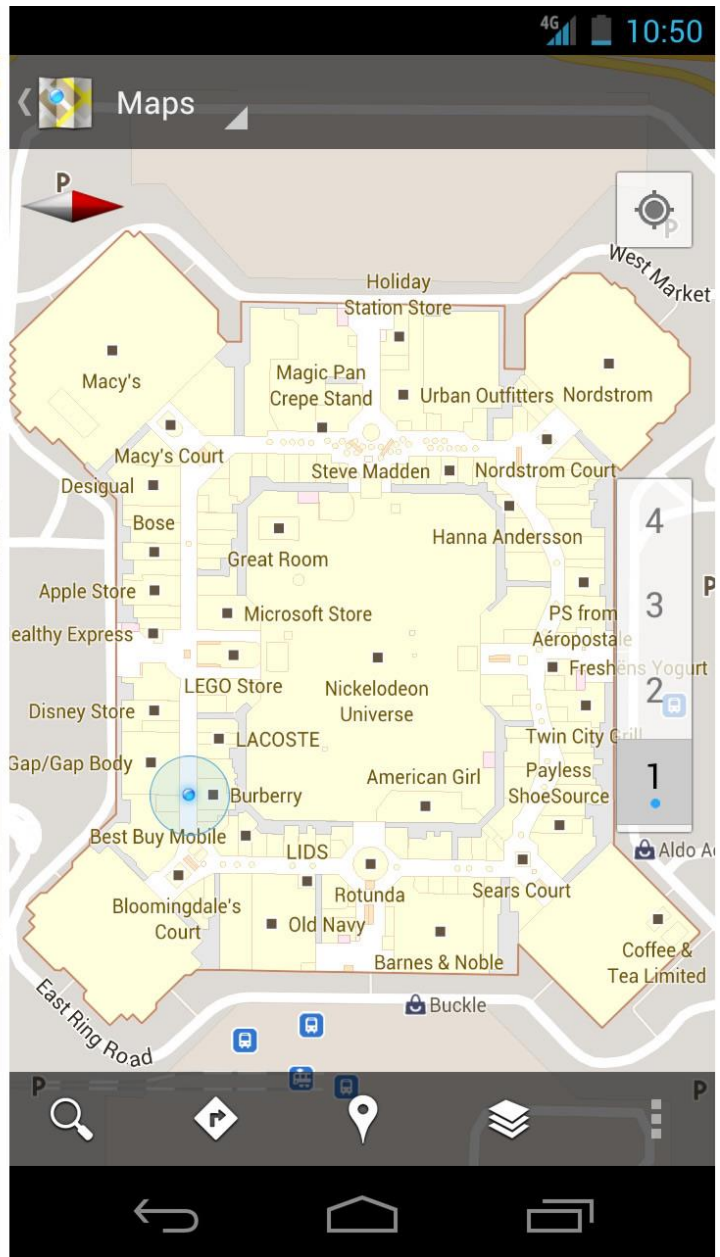 4G 10:50
Maps
P
P
West Market
Holiday
Station Store
Macy's
Magic Pan
Crepe Stand
Urban Outfitters
Nordstrom
Macy's Court
Steve Madden
Nordstrom Court
Desigual
Bose
4
Hanna Andersson
Great Room
Apple Store
P
3
Microsoft Store
PS from
Aéropostale
ealthy Express
Freshëns Yogurt
LEGO Store
Nickelodeon
Universe
2
Disney Store
LACOSTE
Twin City Grill
Gap/Gap Body
American Girl
Payless
ShoeSource
1
Burberry
Best Buy Mobile
LIDS
Aldo Ac
Rotunda
Sears Court
Bloomingdale's
Court
Old Navy
Barnes & Noble
Coffee &
Tea Limited
East Ring Road
Buckle
P
P